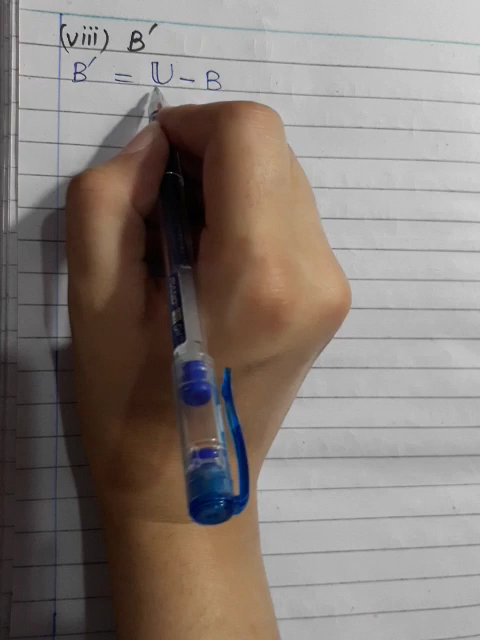 (viii) B′
B′ = 𝕌 − B